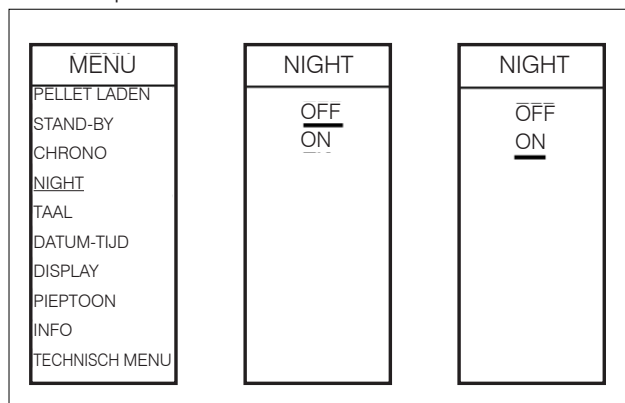 MENU
PELLET LADEN
STAND-BY
CHRONO
NIGHT
TAAL
DATUM-TIJD
DISPLAY
PIEPTOON
INFO
TECHNISCH MENU
NIGHT
OFF
ON
NIGHT
OFF
ON